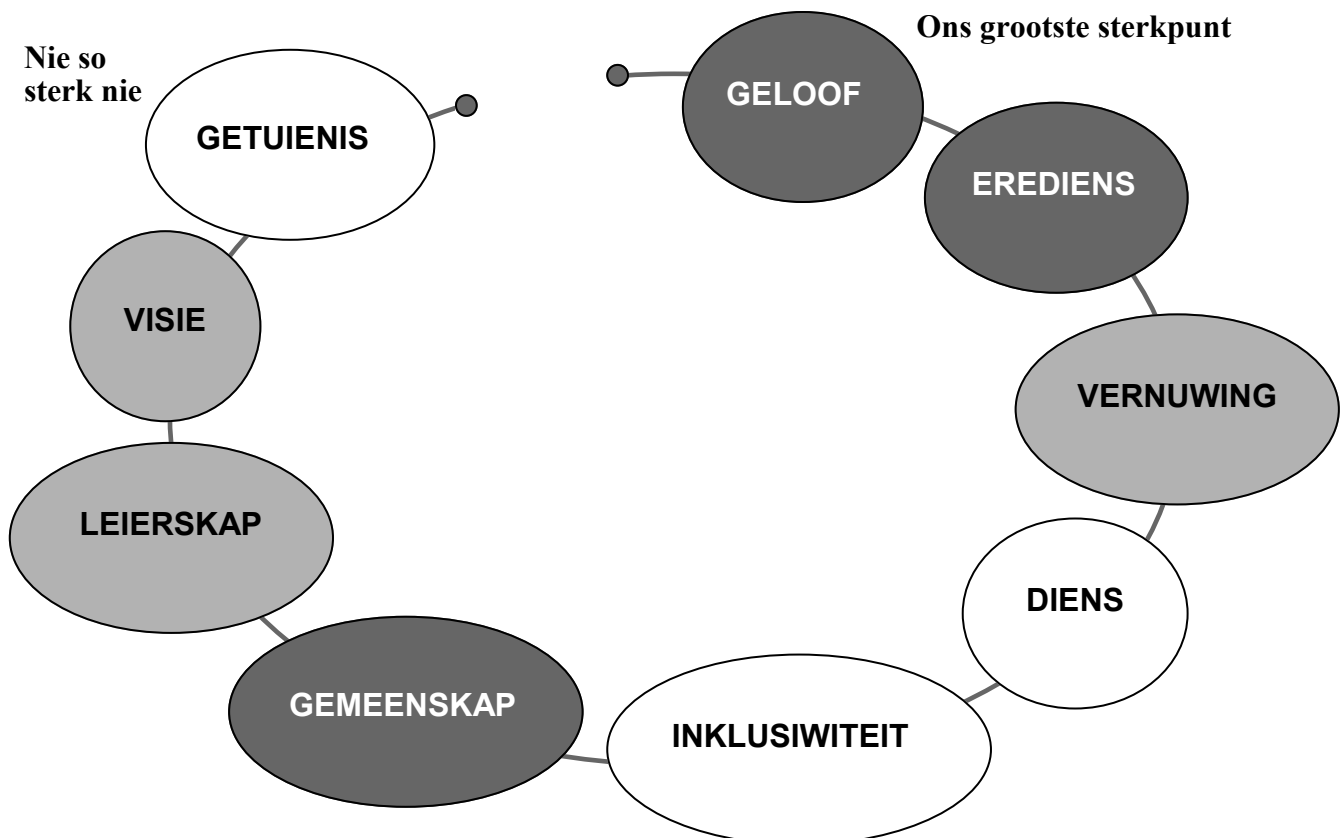 Ons grootste sterkpunt
Nie so
sterk nie
GELOOF
GETUIENIS
EREDIENS
VISIE
VERNUWING
LEIERSKAP
DIENS
GEMEENSKAP
INKLUSIWITEIT